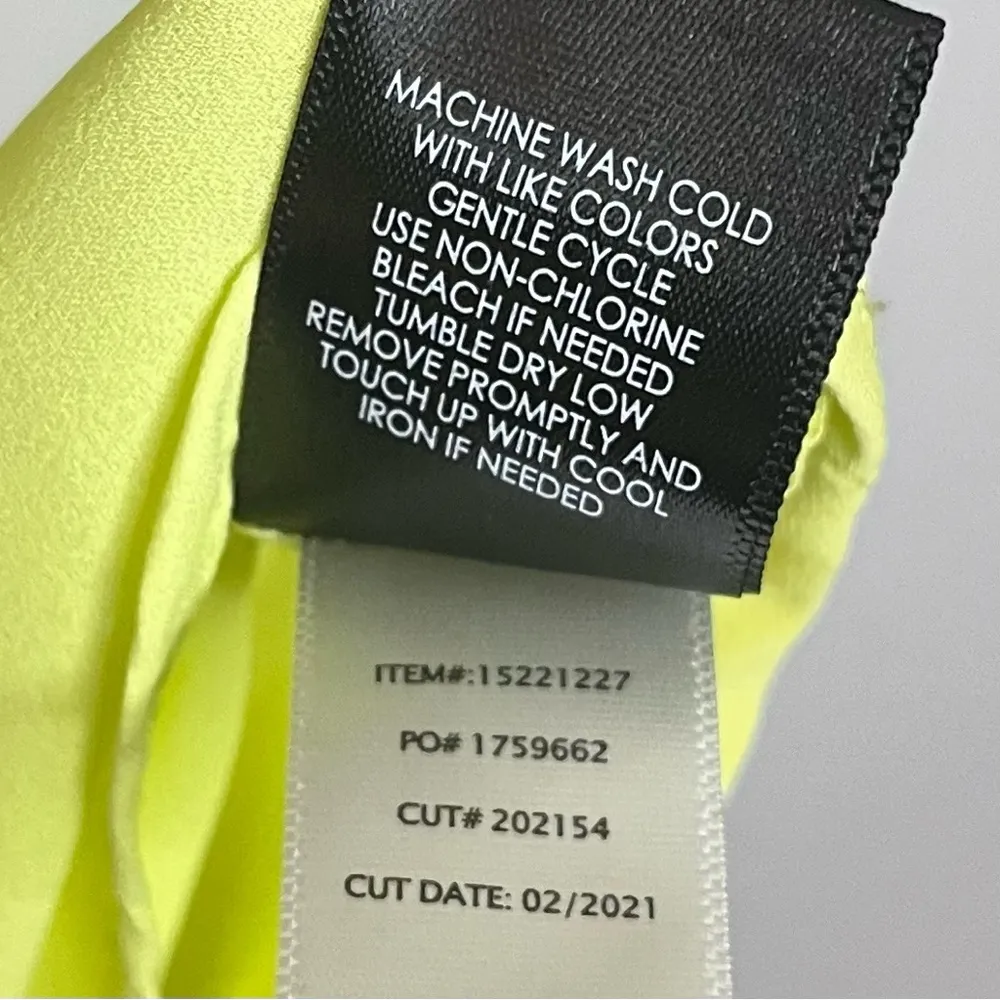 MACHINE WASH COLD
WITH LIKE COLORS
GENTLE CYCLE
USE NON-CHLORINE
BLEACH IF NEEDED
TUMBLE DRY LOW
REMOVE PROMPTLY AND
TOUCH UP WITH COOL
IRON IF NEEDED
ITEM#:15221227
PO# 1759662
CUT# 202154
CUT DATE: 02/2021